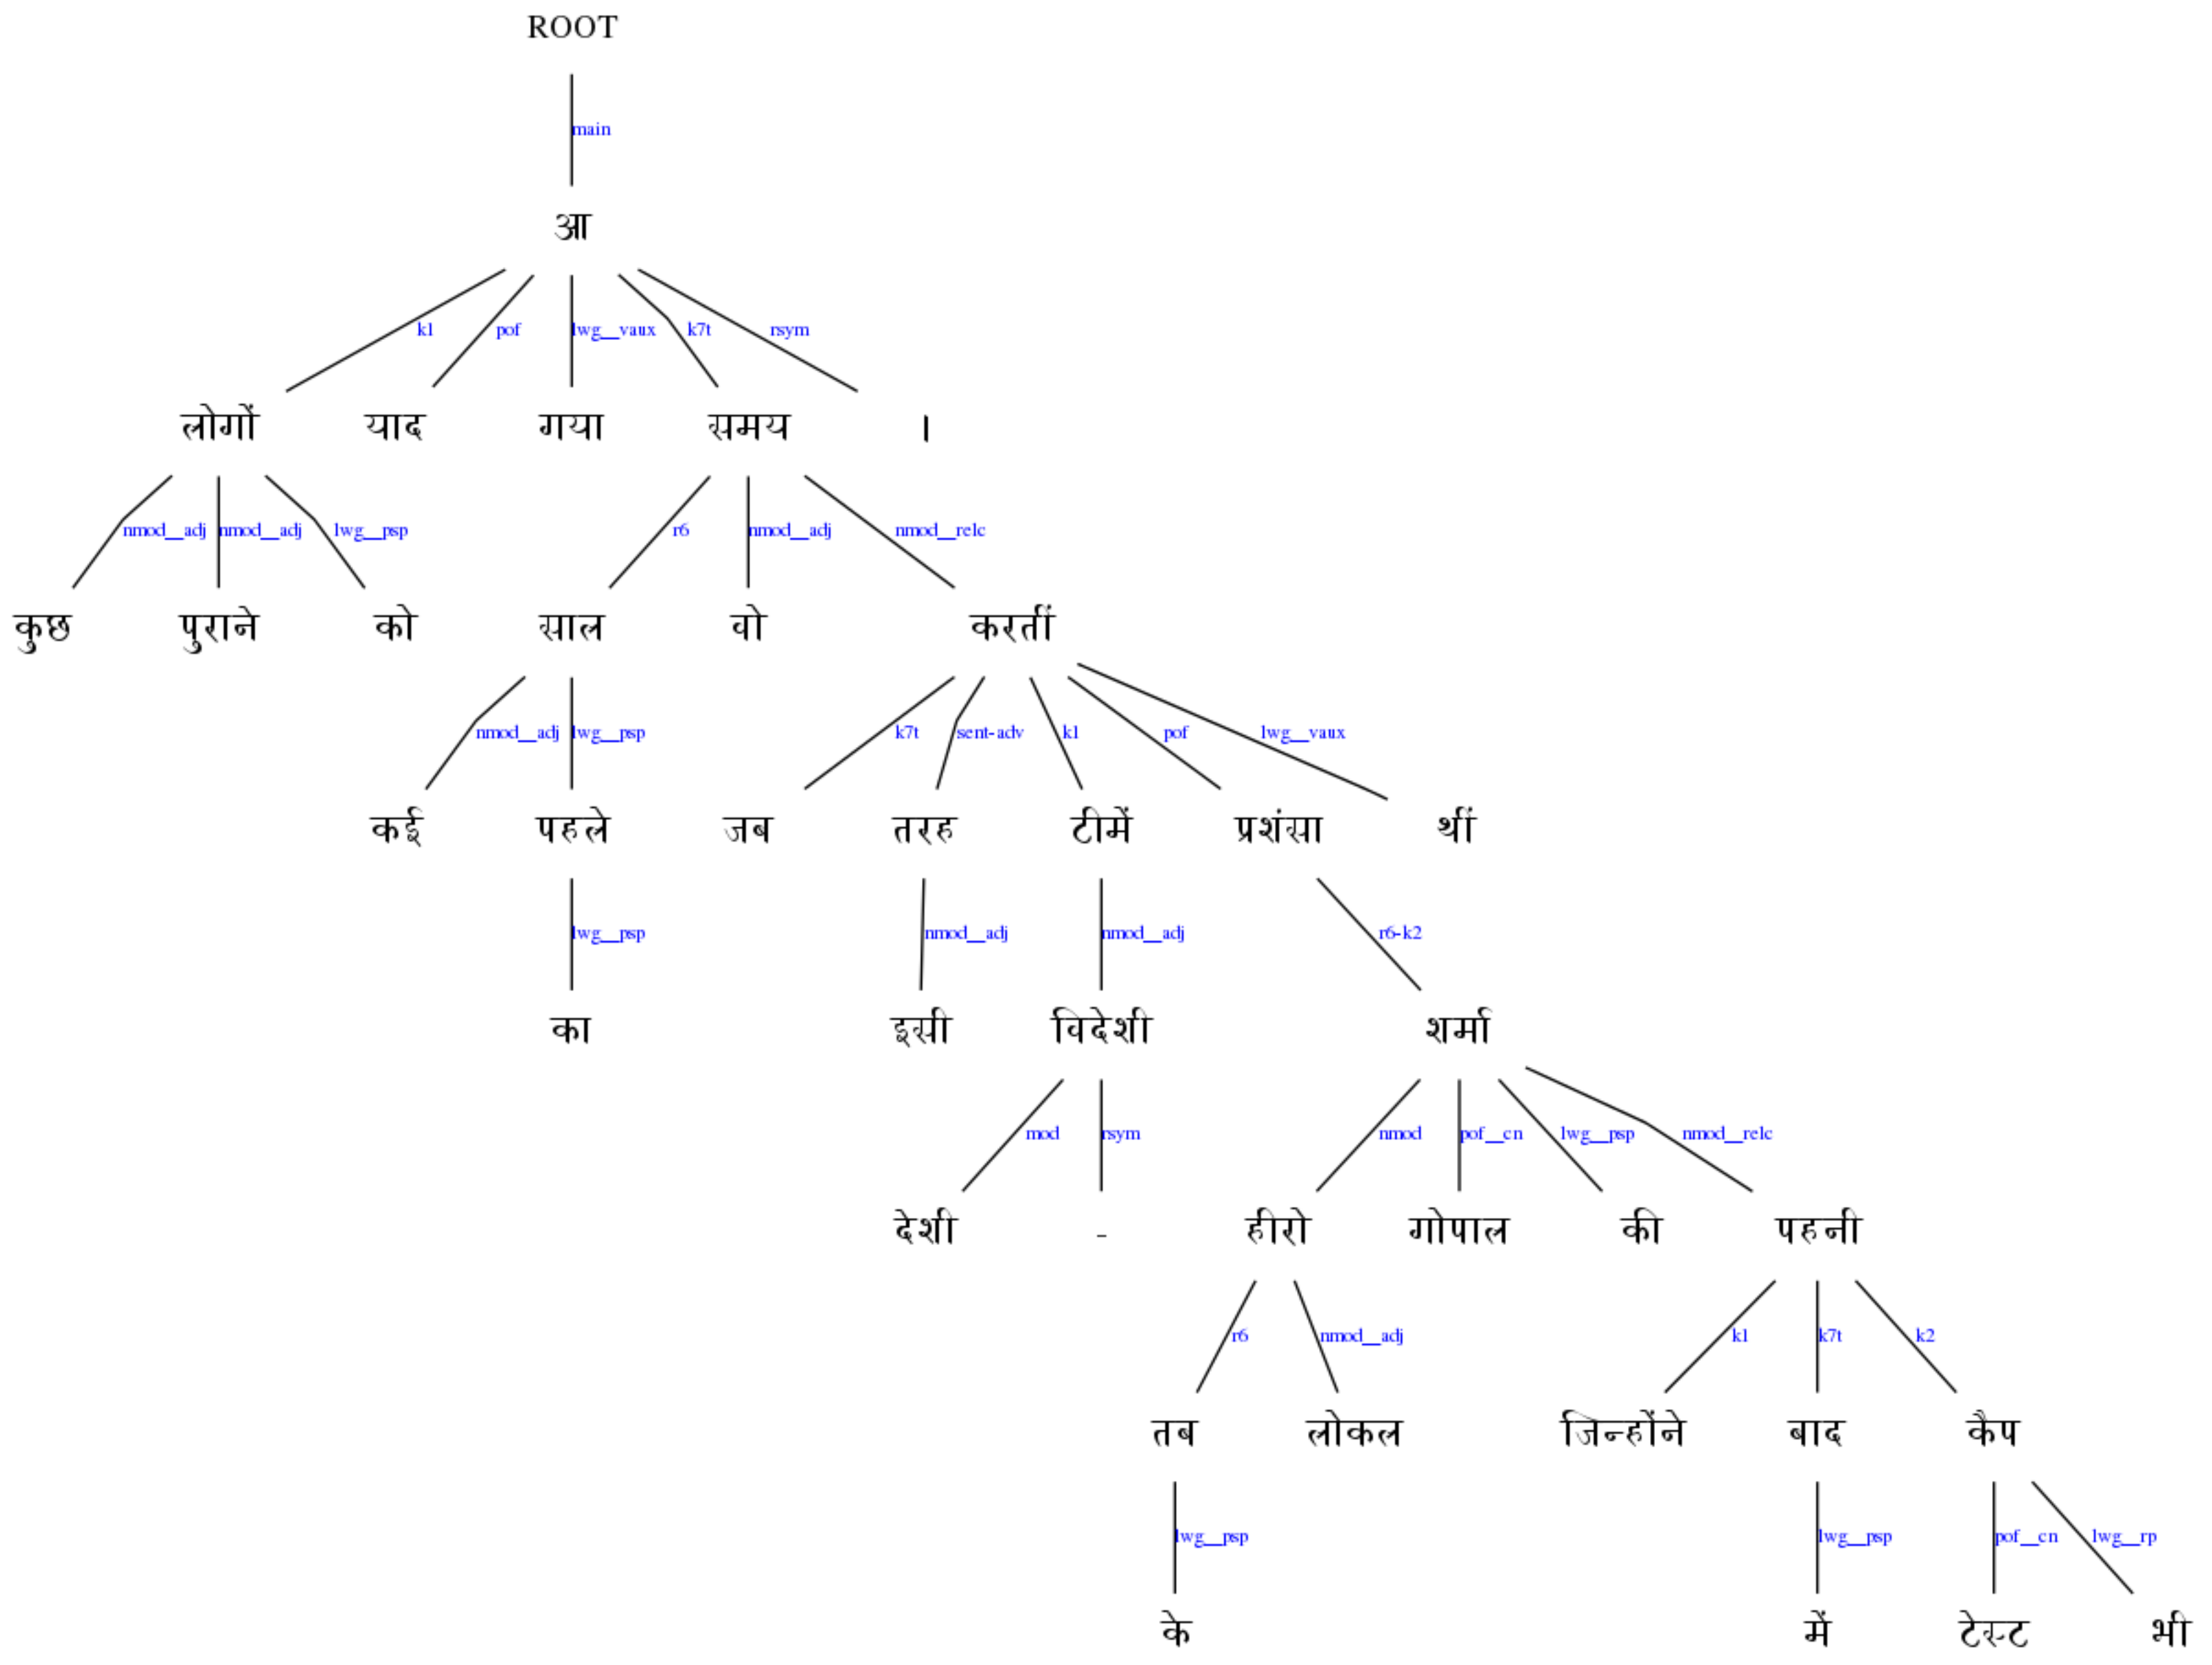 ROOT
main
आ
k1 pof lwg__vaux k7t rsym
लोगों याद गया समय ।
nmod__adj nmod__adj lwg__psp r6 nmod__adj nmod__relc
कुछ पुराने को साल वो करतीं
nmod__adj lwg__psp k7t sent-adv k1 pof lwg__vaux
कई पहले जब तरह टीमें प्रशंसा थीं
lwg__psp nmod__adj nmod__adj r6-k2
का इसी विदेशी शर्मा
mod rsym nmod pof__cn lwg__psp nmod__relc
देशी - हीरो गोपाल की पहनी
r6 nmod__adj k1 k7t k2
तब लोकल जिन्होंने बाद कैप
lwg__psp lwg__psp pof__cn lwg__rp
के में टेस्ट भी